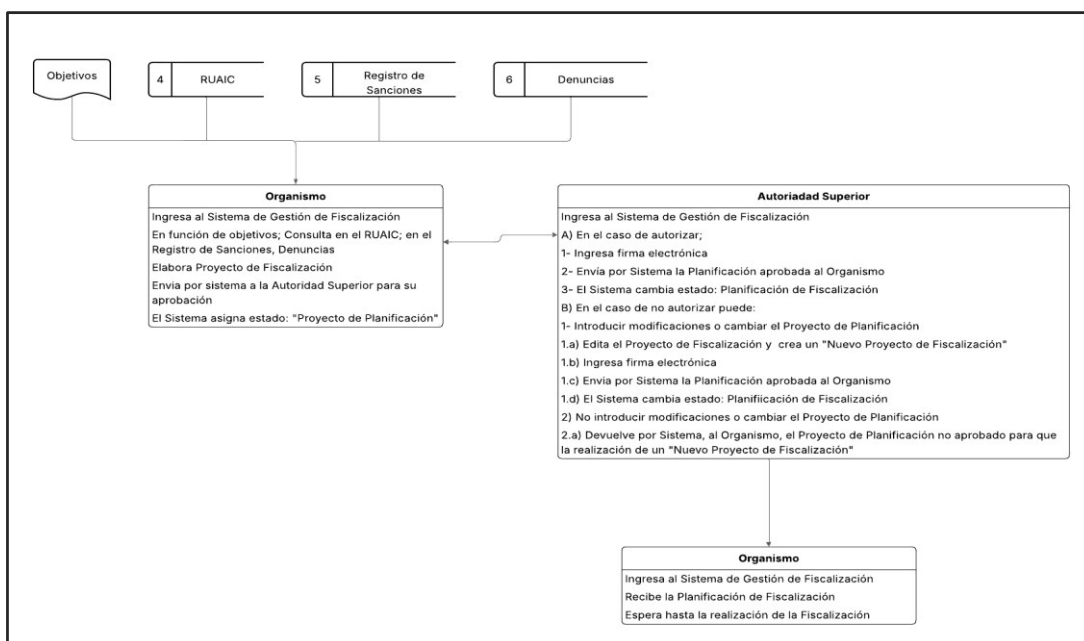 Objetivos
4
RUAIC
5
Registro de
Sanciones
6
Denuncias
Organismo
Ingresa al Sistema de Gestión de Fiscalización
En función de objetivos; Consulta en el RUAIC; en el
Registro de Sanciones, Denuncias
Elabora Proyecto de Fiscalización
Envia por sistema a la Autoridad Superior para su
aprobación
El Sistema asigna estado: "Proyecto de Planificación"
Autoriadad Superior
Ingresa al Sistema de Gestión de Fiscalización
A) En el caso de autorizar;
1- Ingresa firma electrónica
2- Envía por Sistema la Planificación aprobada al Organismo
3- El Sistema cambia estado: Planificación de Fiscalización
B) En el caso de no autorizar puede:
1- Introducir modificaciones o cambiar el Proyecto de Planificación
1.a) Edita el Proyecto de Fiscalización y crea un "Nuevo Proyecto de Fiscalización"
1.b) Ingresa firma electrónica
1.c) Envia por Sistema la Planificación aprobada al Organismo
1.d) El Sistema cambia estado: Planifiicación de Fiscalización
2) No introducir modificaciones o cambiar el Proyecto de Planificación
2.a) Devuelve por Sistema, al Organismo, el Proyecto de Planificación no aprobado para que
la realización de un "Nuevo Proyecto de Fiscalización"
Organismo
Ingresa al Sistema de Gestión de Fiscalización
Recibe la Planificación de Fiscalización
Espera hasta la realización de la Fiscalización